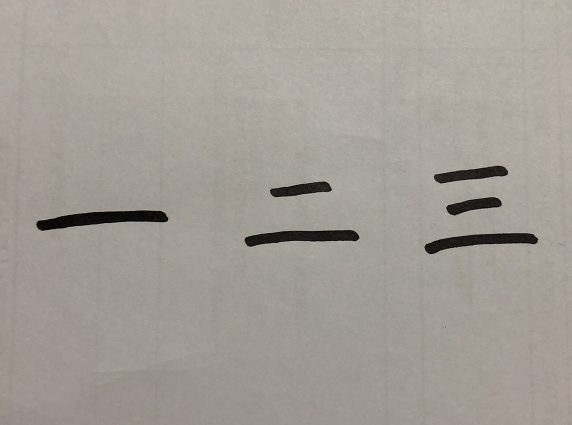 一 二 三